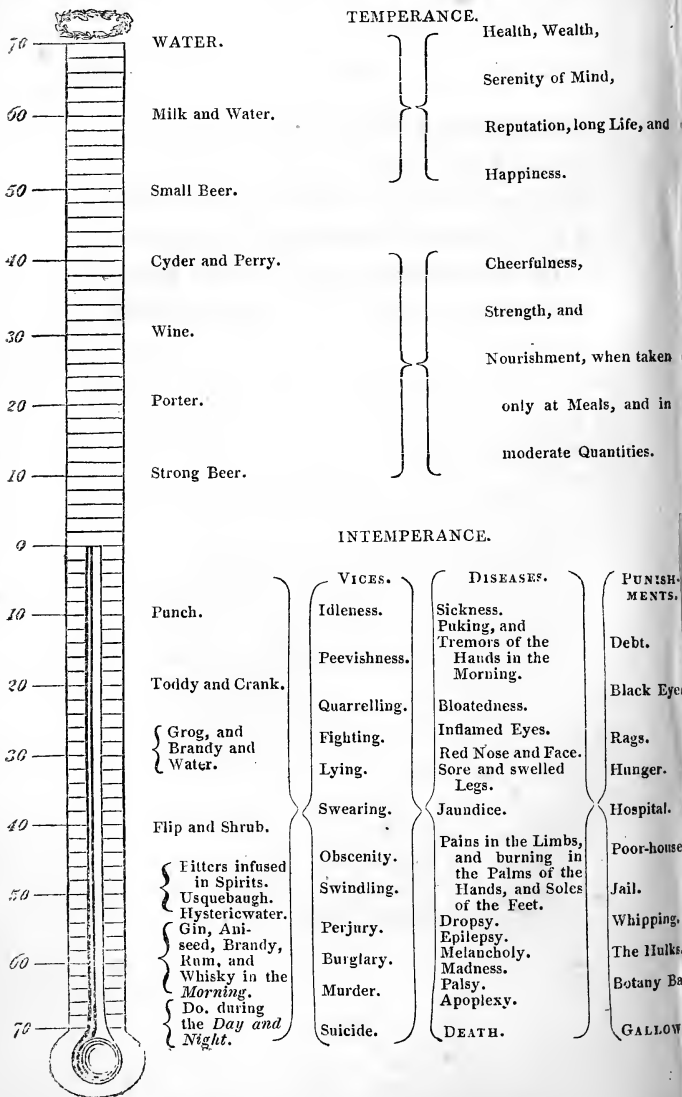 TEMPERANCE.
70 WATER.
60 Milk and Water.
50 Small Beer.
Health, Wealth,
Serenity of Mind,
Reputation, long Life, and
Happiness.
40 Cyder and Perry.
30 Wine.
20 Porter.
10 Strong Beer.
Cheerfulness,
Strength, and
Nourishment, when taken
only at Meals, and in
moderate Quantities.
0
INTEMPERANCE.
10 Punch.
20 Toddy and Crank.
Grog, and
Brandy and
30 Water.
40 Flip and Shrub.
Fitters infused
in Spirits.
50 Usquebaugh.
Hystericwater.
Gin, Ani-
seed, Brandy,
60 Rum, and
Whisky in the
Morning.
Do. during
70 the Day and
Night.
VICES.
Idleness.
Peevishness.
Quarrelling.
Fighting.
Lying.
Swearing.
Obscenity.
Swindling.
Perjury.
Burglary.
Murder.
Suicide.
DISEASES.
Sickness.
Puking, and
Tremors of the
Hands in the
Morning.
Bloatedness.
Inflamed Eyes.
Red Nose and Face.
Sore and swelled
Legs.
Jaundice.
Pains in the Limbs,
and burning in
the Palms of the
Hands, and Soles
of the Feet.
Dropsy.
Epilepsy.
Melancholy.
Madness.
Palsy.
Apoplexy.
DEATH.
PUNISH-
MENTS.
Debt.
Black Eye
Rags.
Hunger.
Hospital.
Poor-house
Jail.
Whipping.
The Hulks.
Botany Ba
GALLOW